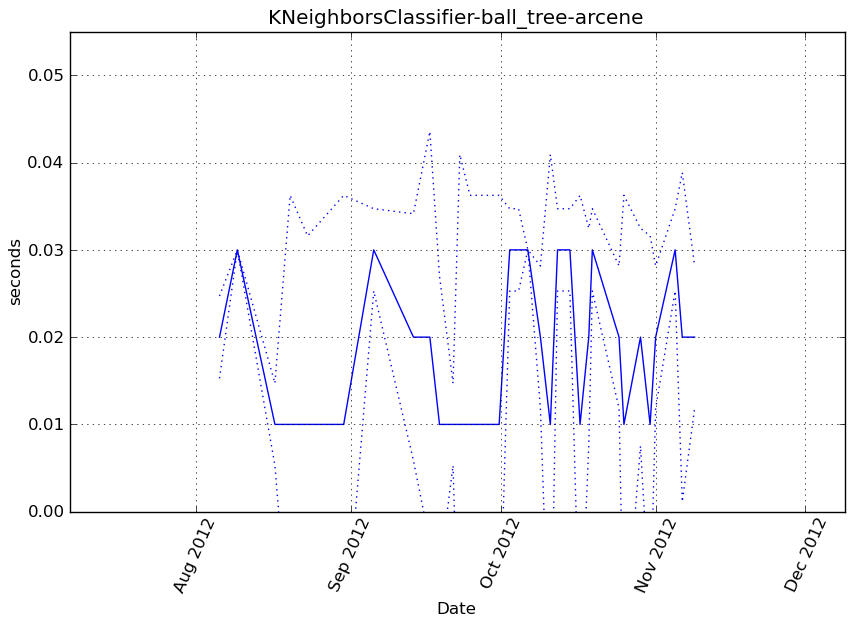 KNeighborsClassifier-ball_tree-arcene
0.05
0.04
0.03
0.02
0.01
0.00
seconds
Aug 2012
Sep 2012
Oct 2012
Nov 2012
Dec 2012
Date